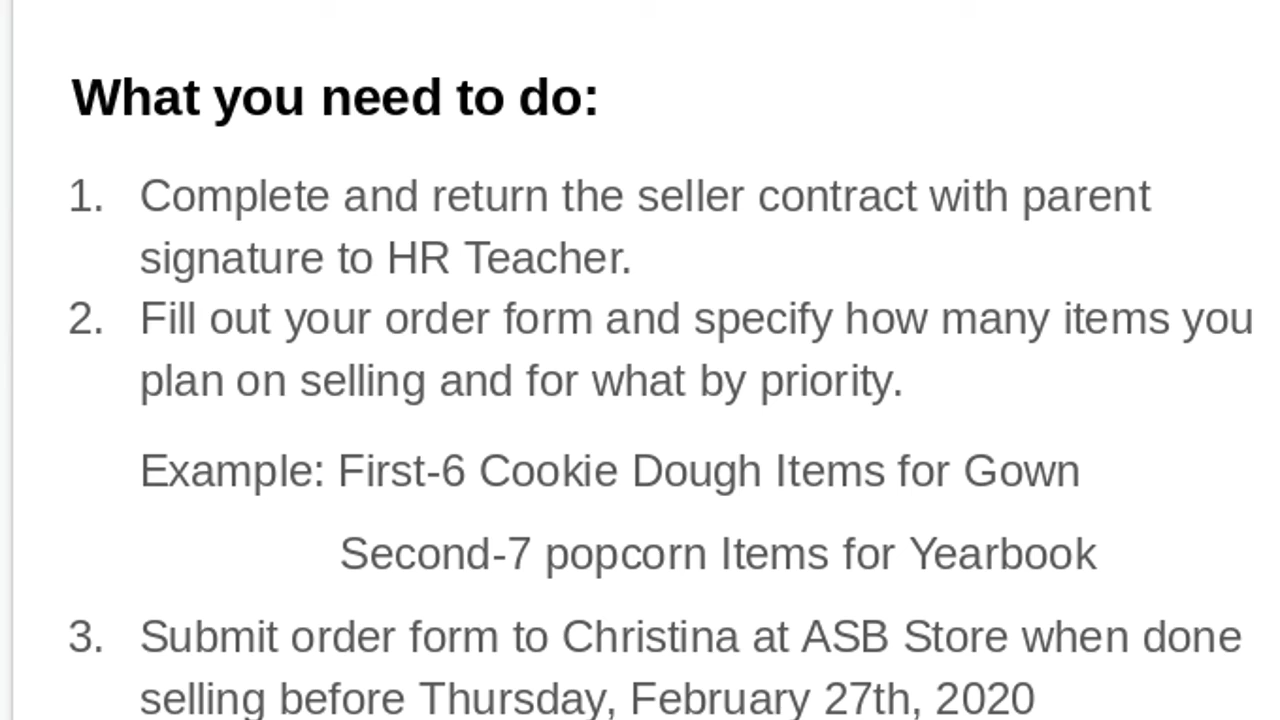 What you need to do:
1. Complete and return the seller contract with parent
signature to HR Teacher.
2. Fill out your order form and specify how many items you
plan on selling and for what by priority.
Example: First-6 Cookie Dough Items for Gown
Second-7 popcorn Items for Yearbook
3. Submit order form to Christina at ASB Store when done
selling before Thursday, February 27th, 2020